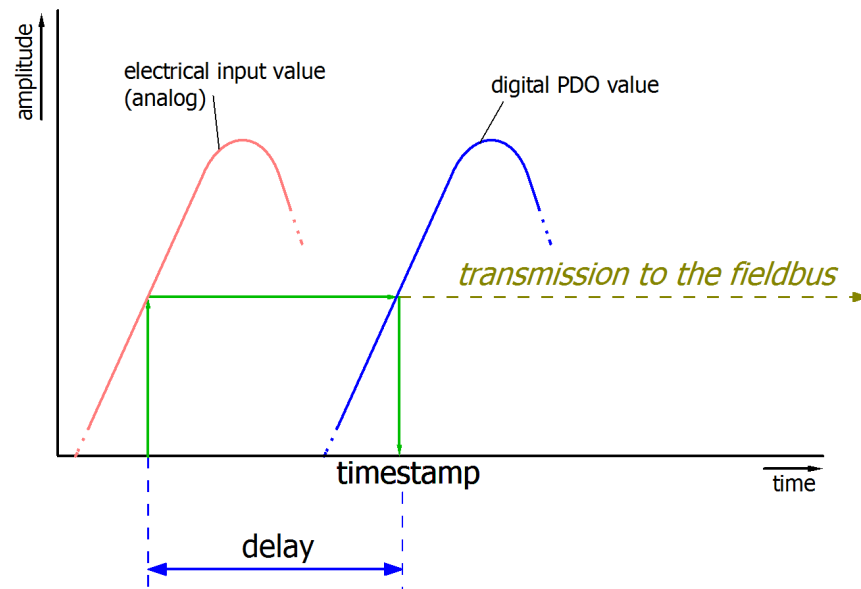 amplitude
electrical input value
(analog)
digital PDO value
transmission to the fieldbus
timestamp
time
delay